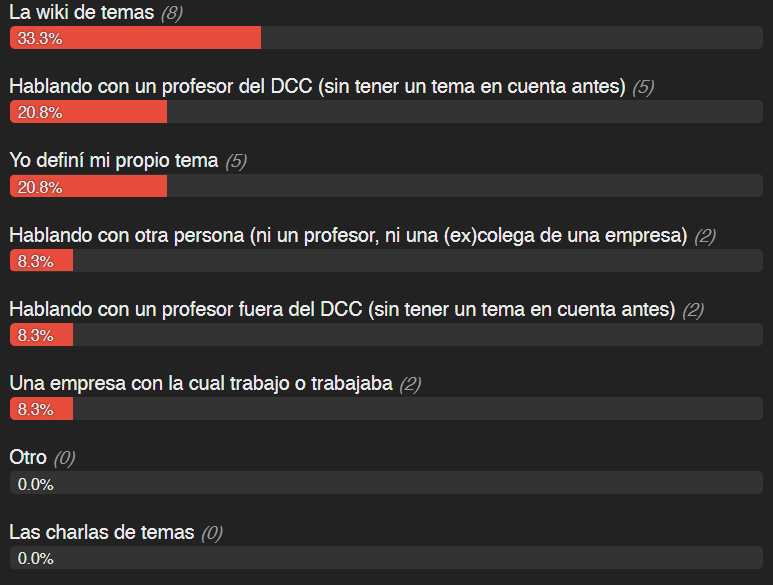 La wiki de temas (8)
33.3%
Hablando con un profesor del DCC (sin tener un tema en cuenta antes) (5)
20.8%
Yo definí mi propio tema (5)
20.8%
Hablando con otra persona (ni un profesor, ni una (ex)colega de una empresa) (2)
8.3%
Hablando con un profesor fuera del DCC (sin tener un tema en cuenta antes) (2)
8.3%
Una empresa con la cual trabajo o trabajaba (2)
8.3%
Otro (0)
0.0%
Las charlas de temas (0)
0.0%